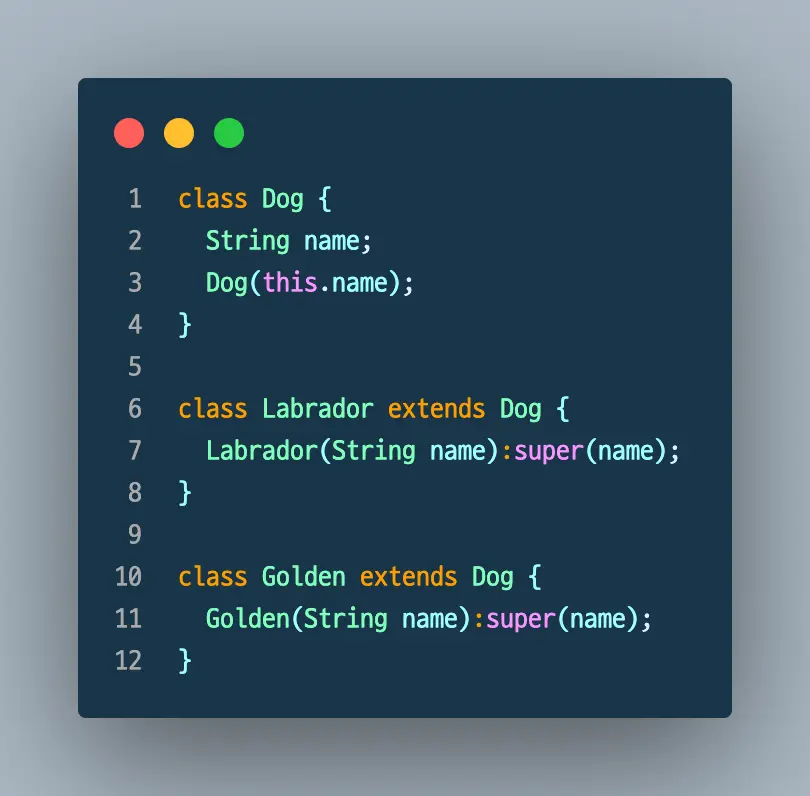 1 class Dog {
2   String name;
3   Dog(this.name);
4 }
5
6 class Labrador extends Dog {
7   Labrador(String name):super(name);
8 }
9
10 class Golden extends Dog {
11   Golden(String name):super(name);
12 }